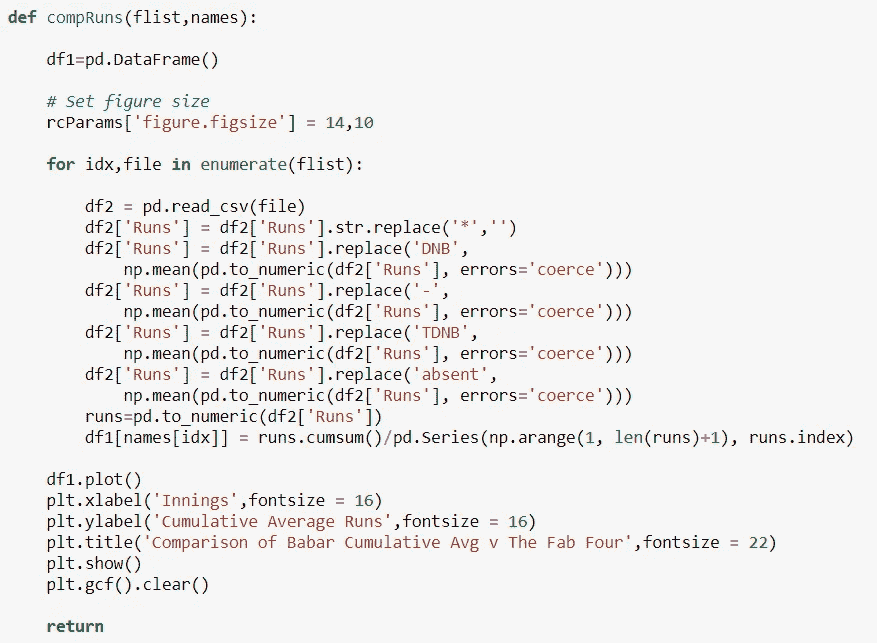 def compRuns(flist,names):
    df1=pd.DataFrame()
    # Set figure size
    rcParams['figure.figsize'] = 14,10
    for idx,file in enumerate(flist):
        df2 = pd.read_csv(file)
        df2['Runs'] = df2['Runs'].str.replace('*','')
        df2['Runs'] = df2['Runs'].replace('DNB',
            np.mean(pd.to_numeric(df2['Runs'], errors='coerce')))
        df2['Runs'] = df2['Runs'].replace('-',
            np.mean(pd.to_numeric(df2['Runs'], errors='coerce')))
        df2['Runs'] = df2['Runs'].replace('TDNB',
            np.mean(pd.to_numeric(df2['Runs'], errors='coerce')))
        df2['Runs'] = df2['Runs'].replace('absent',
            np.mean(pd.to_numeric(df2['Runs'], errors='coerce')))
        runs=pd.to_numeric(df2['Runs'])
        df1[names[idx]] = runs.cumsum()/pd.Series(np.arange(1, len(runs)+1), runs.index)
    df1.plot()
    plt.xlabel('Innings',fontsize = 16)
    plt.ylabel('Cumulative Average Runs',fontsize = 16)
    plt.title('Comparison of Babar Cumulative Avg v The Fab Four',fontsize = 22)
    plt.show()
    plt.gcf().clear()
    return